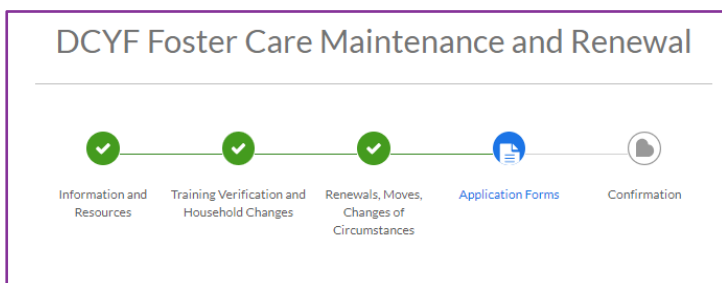 DCYF Foster Care Maintenance and Renewal
Information and
Resources
Training Verification and
Household Changes
Renewals, Moves,
Changes of
Circumstances
Application Forms
Confirmation